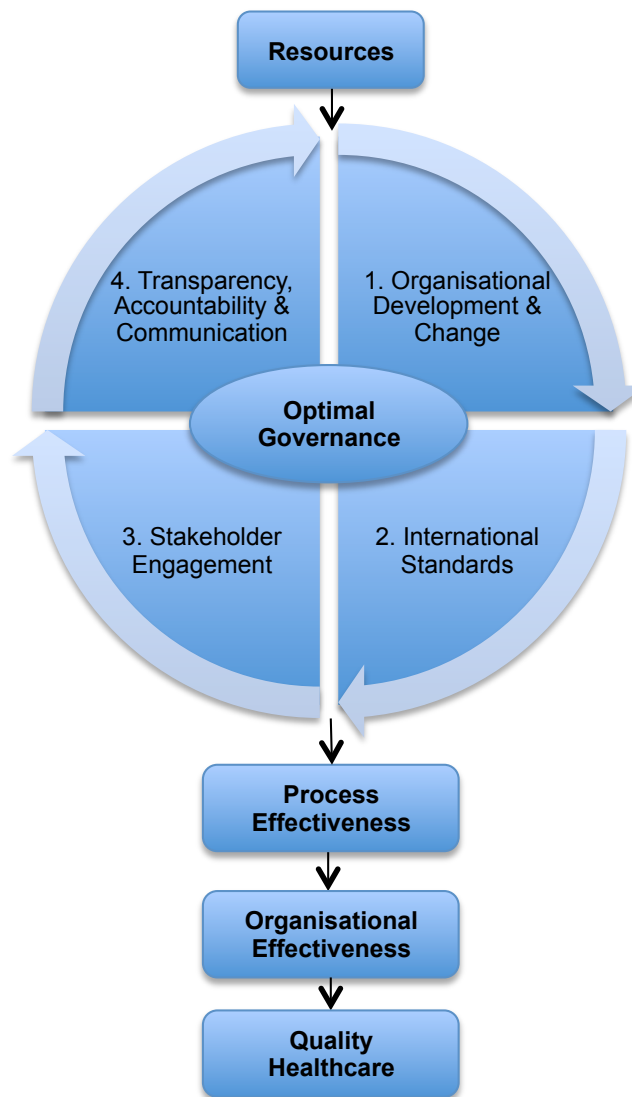 Resources
4. Transparency,
Accountability &
Communication
1. Organisational
Development &
Change
Optimal
Governance
3. Stakeholder
Engagement
2. International
Standards
Process
Effectiveness
Organisational
Effectiveness
Quality
Healthcare